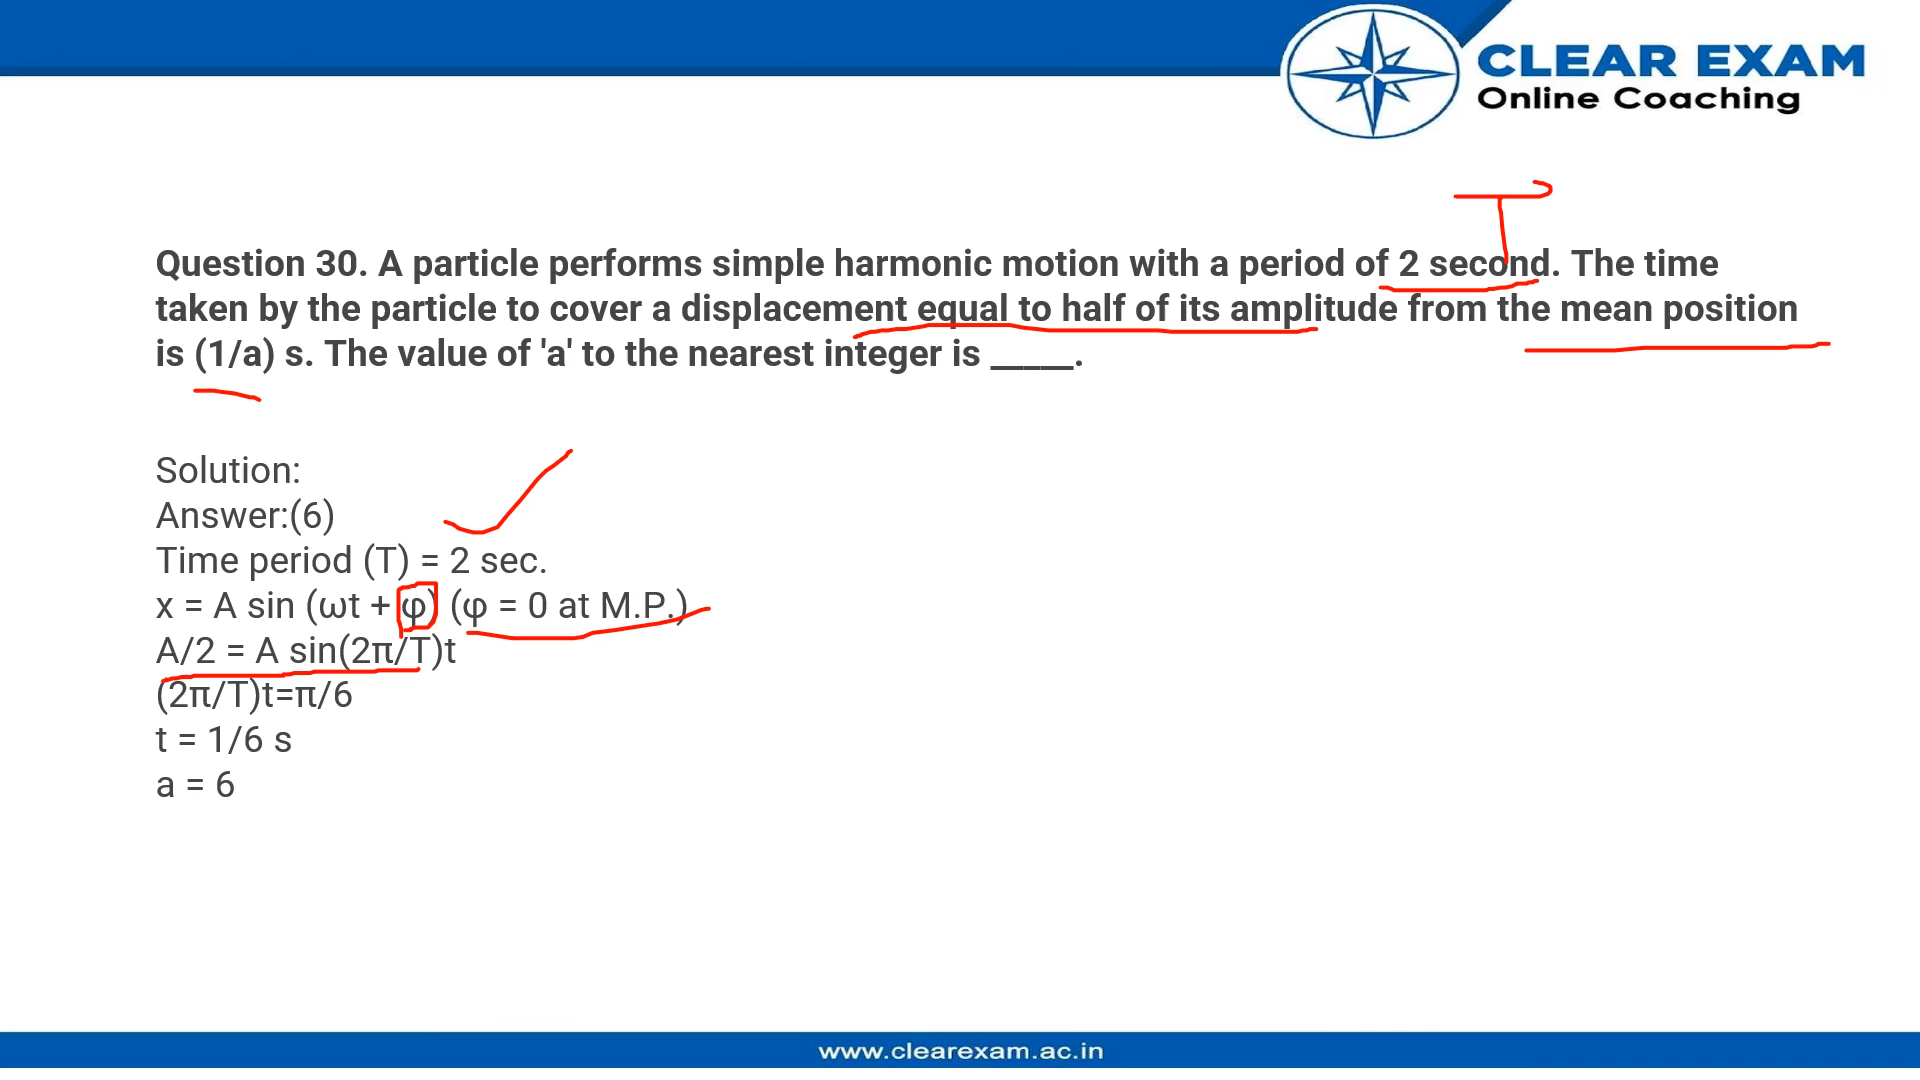 CLEAR EXAM
Online Coaching
T
Question 30. A particle performs simple harmonic motion with a period of 2 second. The time
taken by the particle to cover a displacement equal to half of its amplitude from the mean position
is (1/a) s. The value of 'a' to the nearest integer is _____.
Solution:
Answer:(6)
Time period (T) = 2 sec.
x = A sin (ωt + φ) (φ = 0 at M.P.)
A/2 = A sin(2π/T)t
(2π/T)t=π/6
t = 1/6 s
a = 6
www.clearexam.ac.in